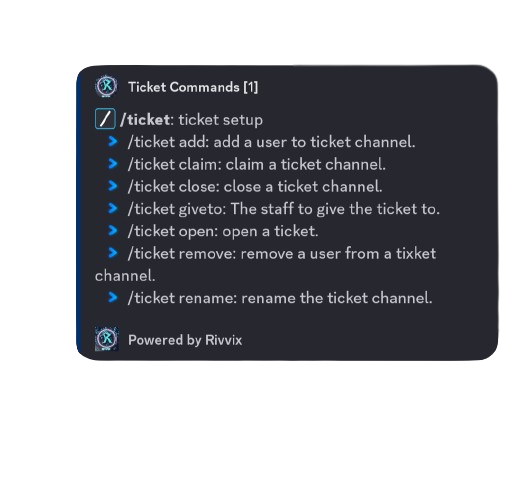 Ticket Commands [1]
/ /ticket: ticket setup
> /ticket add: add a user to ticket channel.
> /ticket claim: claim a ticket channel.
> /ticket close: close a ticket channel.
> /ticket giveto: The staff to give the ticket to.
> /ticket open: open a ticket.
> /ticket remove: remove a user from a tixket
channel.
> /ticket rename: rename the ticket channel.
Powered by Rivvix